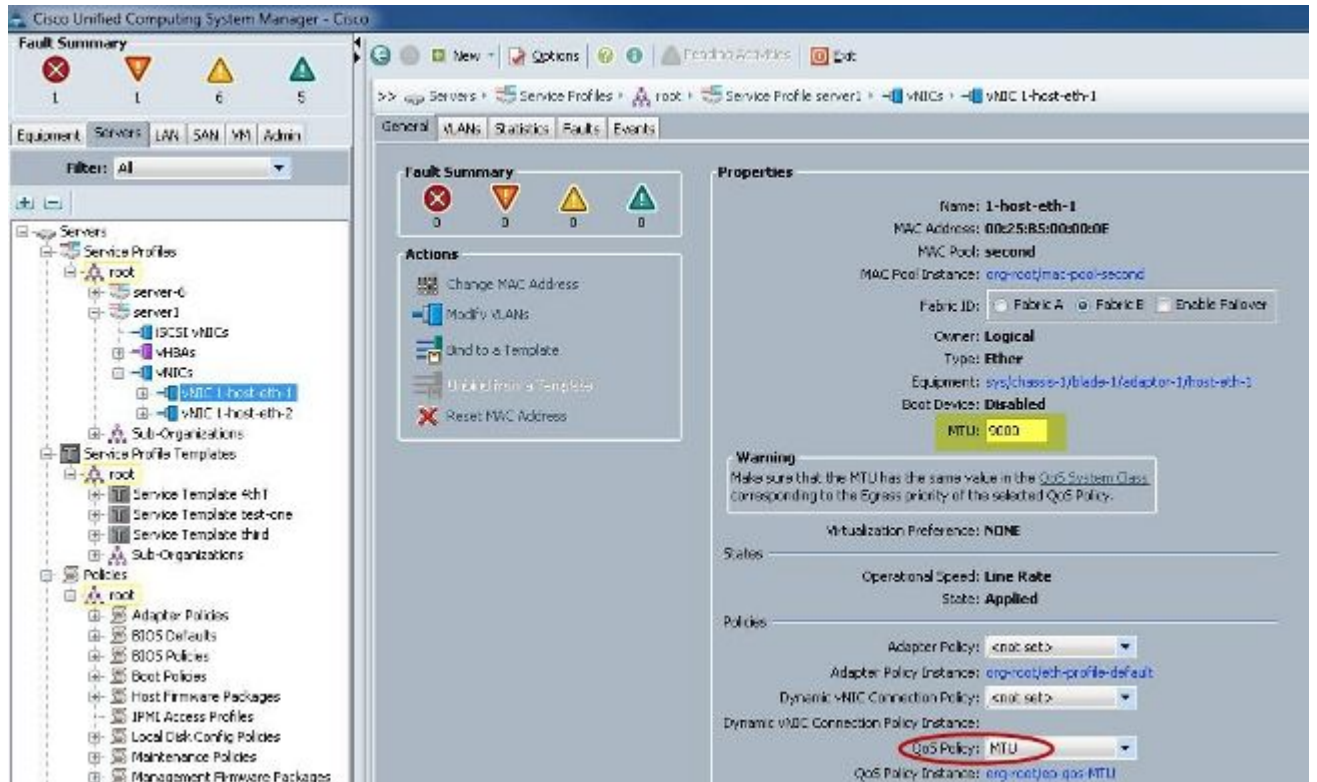 Cisco Unified Computing System Manager - Cisco
Fault Summary
1 1 6 5
Equipment Servers LAN SAN VM Admin
Filter: All
Servers
Service Profiles
root
server-6
server1
iSCSI vNICs
vHBAs
vNICs
vNIC 1-host-eth-1
vNIC 1-host-eth-2
Sub-Organizations
Service Profile Templates
root
Service Template 4thT
Service Template test-one
Service Template third
Sub-Organizations
Policies
root
Adapter Policies
BIOS Defaults
BIOS Policies
Boot Policies
Host Firmware Packages
IPMI Access Profiles
Local Disk Config Policies
Maintenance Policies
Management Firmware Packages
New Options Pending Activities Exit
>> Servers Service Profiles root Service Profile server1 vNICs vNIC 1-host-eth-1
General VLANs Statistics Faults Events
Fault Summary
0 0 0 0
Actions
Change MAC Address
Modify VLANs
Bind to a Template
Unbind from a Template
Reset MAC Address
Properties
Name: 1-host-eth-1
MAC Address: 00:25:B5:00:00:0E
MAC Pool: second
MAC Pool Instance: org-root/mac-pool-second
Fabric ID: Fabric A Fabric B Enable Failover
Owner: Logical
Type: Ether
Equipment: sys/chassis-1/blade-1/adaptor-1/host-eth-1
Boot Device: Disabled
MTU: 9000
Warning
Make sure that the MTU has the same value in the QoS System Class
corresponding to the Egress priority of the selected QoS Policy.
Virtualization Preference: NONE
States
Operational Speed: Line Rate
State: Applied
Policies
Adapter Policy: <not set>
Adapter Policy Instance: org-root/eth-profile-default
Dynamic vNIC Connection Policy: <not set>
Dynamic vNIC Connection Policy Instance:
QoS Policy: MTU
QoS Policy Instance: org-root/ep-qos-MTU